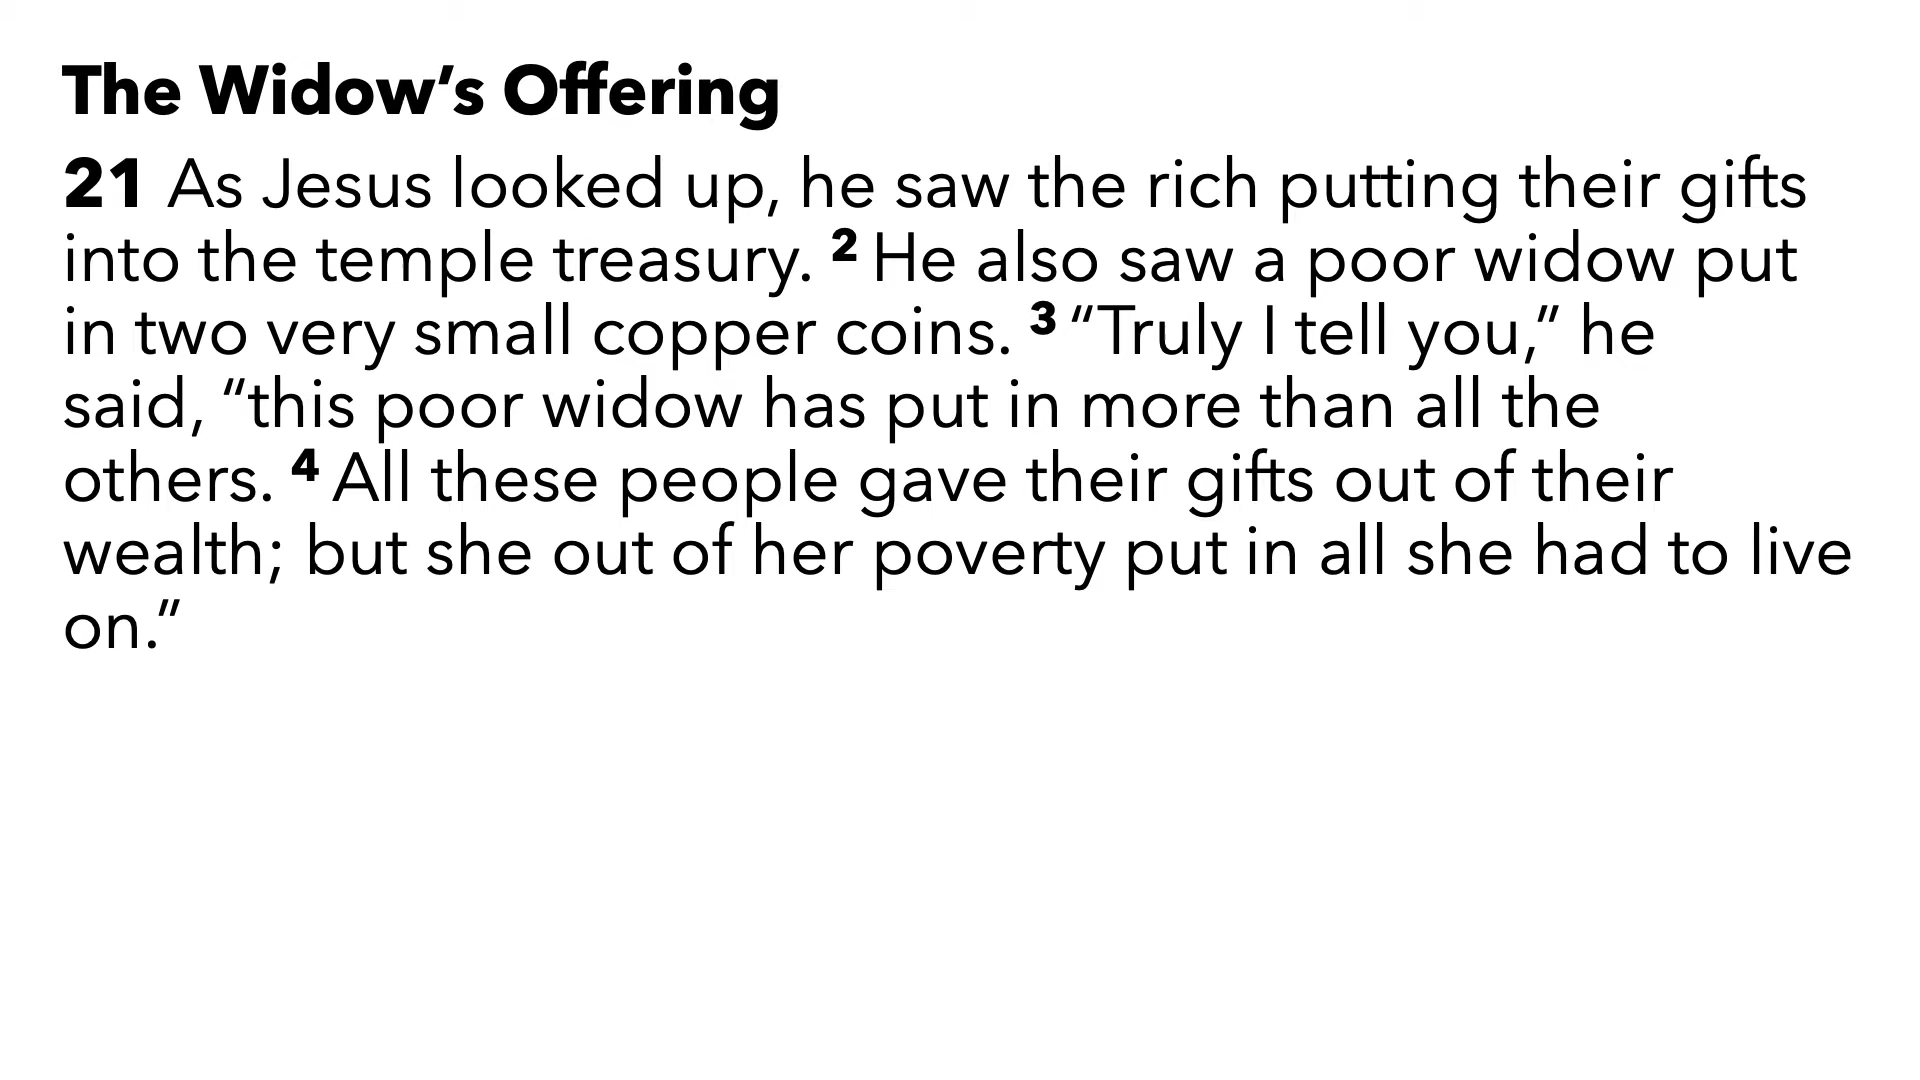 The Widow’s Offering
21 As Jesus looked up, he saw the rich putting their gifts
into the temple treasury. 2 He also saw a poor widow put
in two very small copper coins. 3 “Truly I tell you,” he
said, “this poor widow has put in more than all the
others. 4 All these people gave their gifts out of their
wealth; but she out of her poverty put in all she had to live
on.”